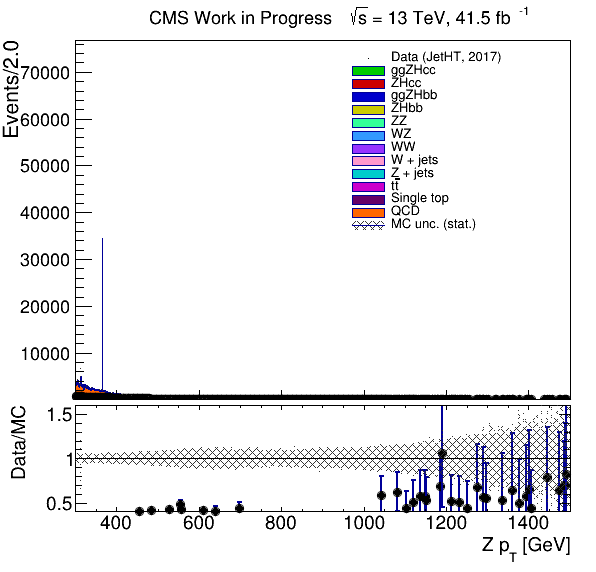 CMS Work in Progress √s = 13 TeV, 41.5 fb⁻¹
Events/2.0
70000
60000
50000
40000
30000
20000
10000
Data (JetHT, 2017)
ggZHcc
ZHcc
ggZHbb
ZHbb
ZZ
WZ
WW
W + jets
Z + jets
tt̅
Single top
QCD
MC unc. (stat.)
Data/MC
1.5
1
0.5
400 600 800 1000 1200 1400
Z p_T [GeV]